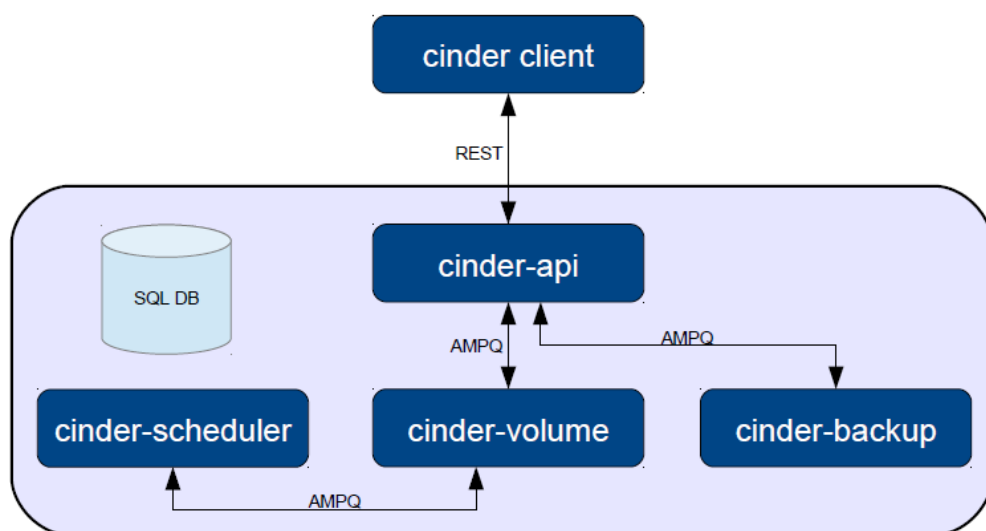 cinder client
REST
cinder-api
SQL DB
AMPQ
AMPQ
cinder-scheduler
cinder-volume
cinder-backup
AMPQ